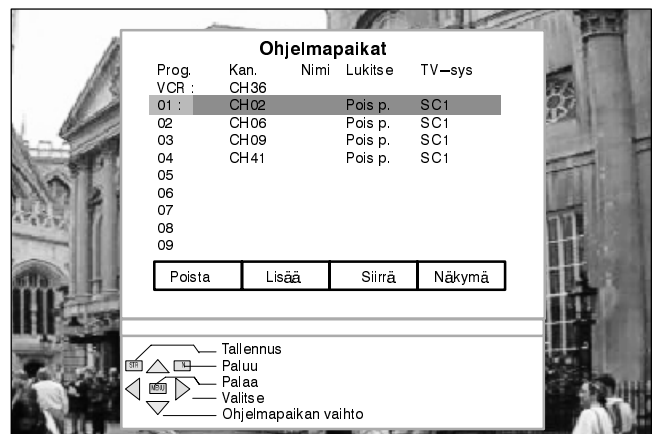 Ohjelmapaikat
Prog. Kan. Nimi Lukitse TV–sys
VCR : CH36
01 : CH02 Pois p. SC1
02 CH06 Pois p. SC1
03 CH09 Pois p. SC1
04 CH41 Pois p. SC1
05
06
07
08
09
Poista Lisää Siirrä Näkymä
Tallennus
STR N Paluu
Palaa
MENU
Valitse
Ohjelmapaikan vaihto